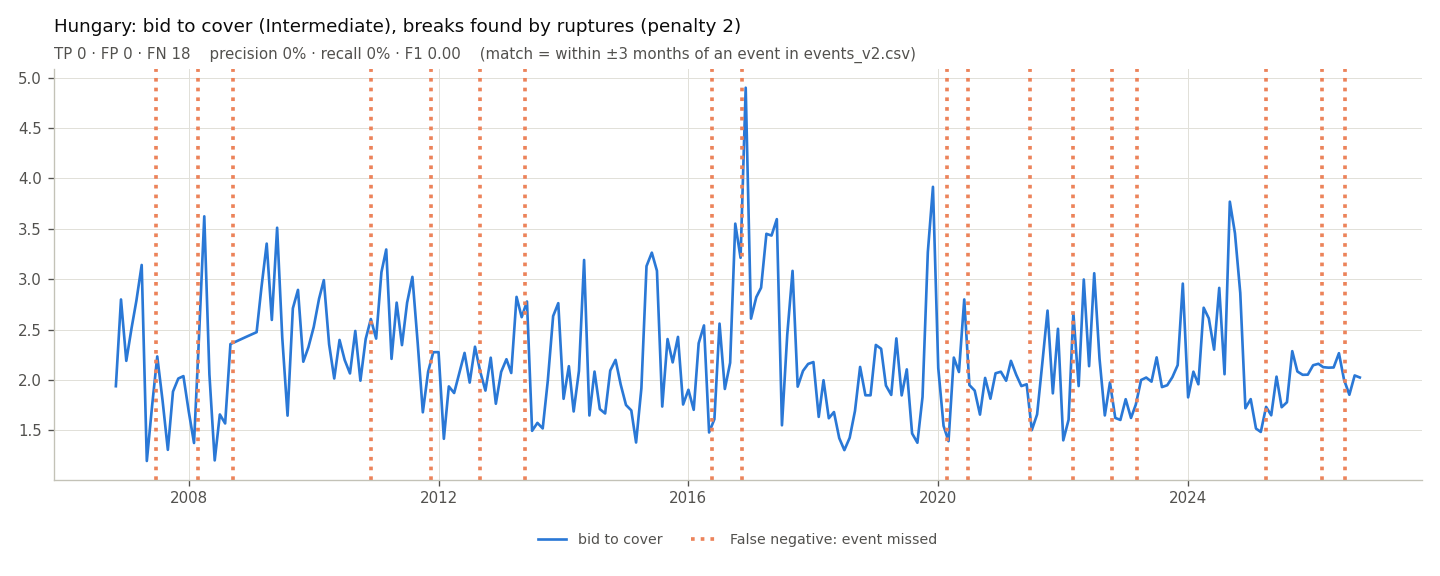 Hungary: bid to cover (Intermediate), breaks found by ruptures (penalty 2)
TP 0 · FP 0 · FN 18    precision 0% · recall 0% · F1 0.00    (match = within ±3 months of an event in events_v2.csv)
5.0
4.5
4.0
3.5
3.0
2.5
2.0
1.5
2008 2012 2016 2020 2024
bid to cover    False negative: event missed